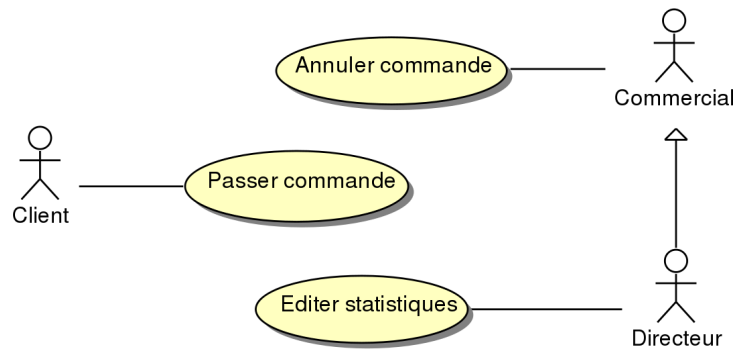 Annuler commande
Commercial
Passer commande
Client
Editer statistiques
Directeur